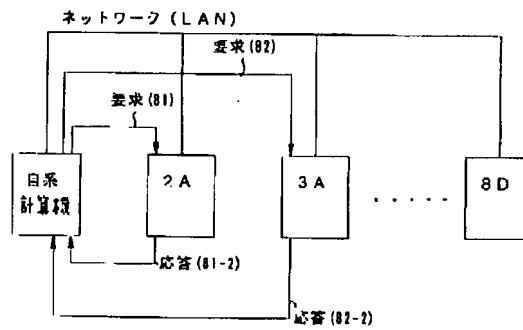 ネットワーク(LAN)
要求(82)
要求(81)
自系
計算機
2A
3A
・・・・・
8D
応答(81-2)
応答(82-2)